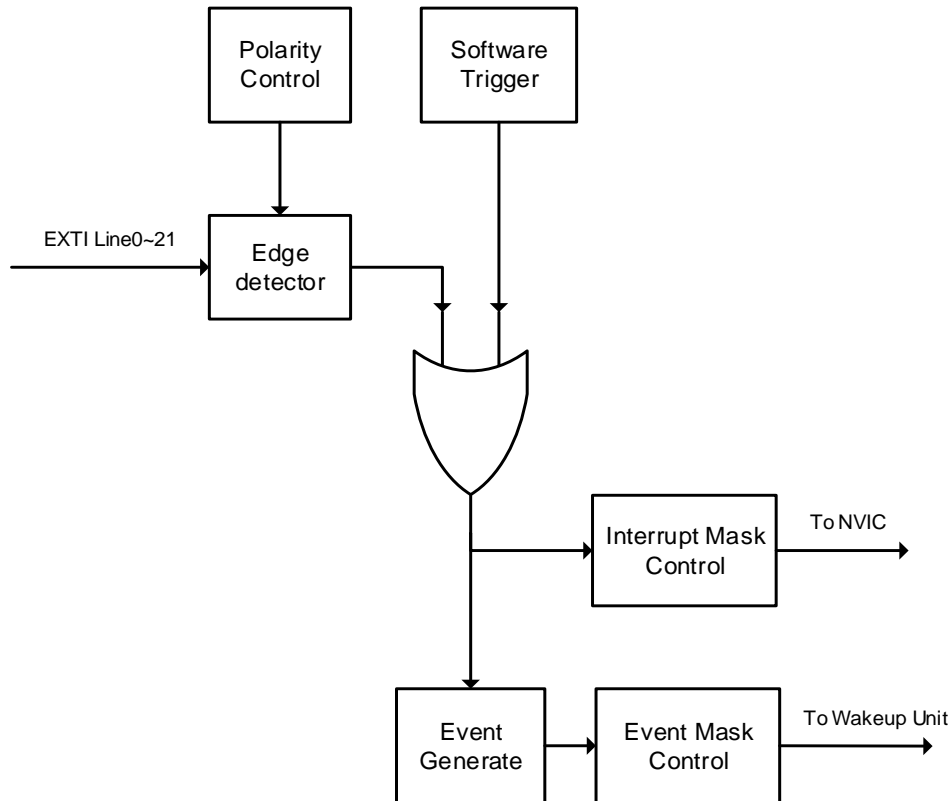 Polarity
Control
Software
Trigger
EXTI Line0~21
Edge
detector
Interrupt Mask
Control
To NVIC
Event
Generate
Event Mask
Control
To Wakeup Unit